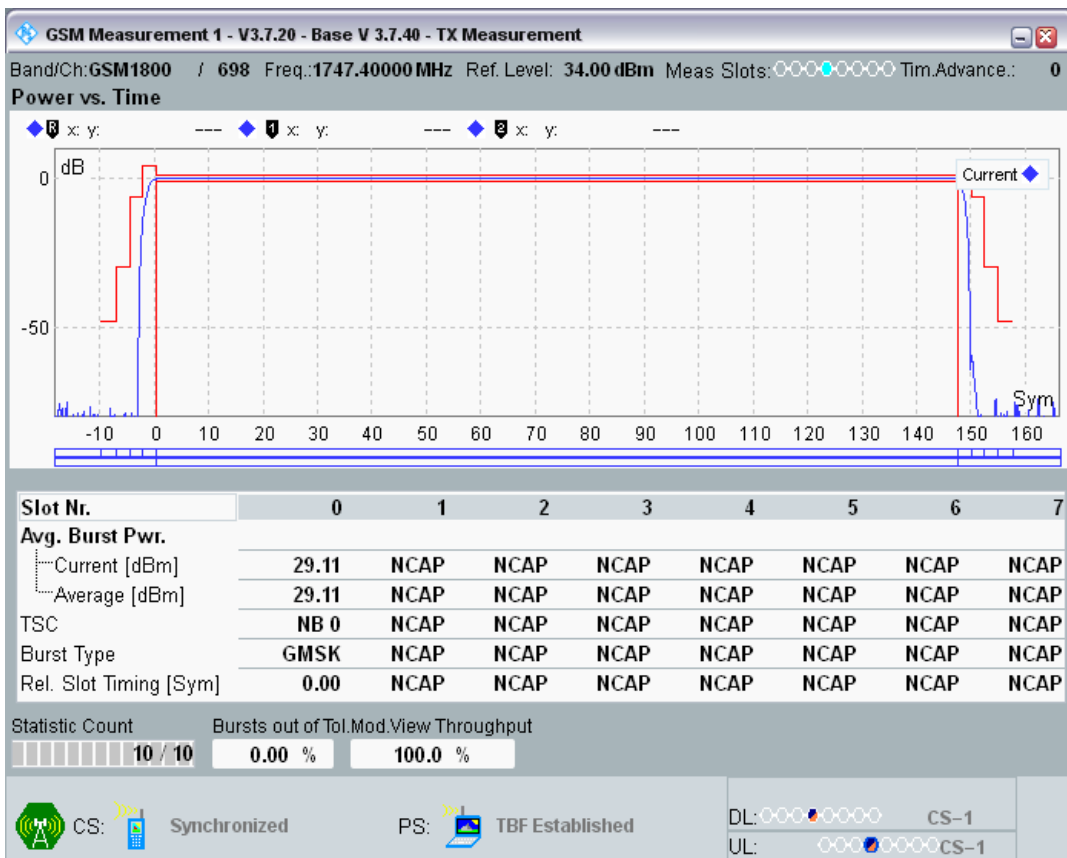 GSM Measurement 1 - V3.7.20 - Base V 3.7.40 - TX Measurement
Band/Ch:GSM1800 / 698 Freq.:1747.40000 MHz Ref. Level: 34.00 dBm Meas Slots: Tim.Advance.: 0
Power vs. Time
R x: y: --- 1 x: y: --- 2 x: y: ---
dB
Current
0
-50
Sym
-10 0 10 20 30 40 50 60 70 80 90 100 110 120 130 140 150 160
Slot Nr. 0 1 2 3 4 5 6 7
Avg. Burst Pwr.
Current [dBm] 29.11 NCAP NCAP NCAP NCAP NCAP NCAP NCAP
Average [dBm] 29.11 NCAP NCAP NCAP NCAP NCAP NCAP NCAP
TSC NB 0 NCAP NCAP NCAP NCAP NCAP NCAP NCAP
Burst Type GMSK NCAP NCAP NCAP NCAP NCAP NCAP NCAP
Rel. Slot Timing [Sym] 0.00 NCAP NCAP NCAP NCAP NCAP NCAP NCAP
Statistic Count Bursts out of Tol.Mod.View Throughput
10 / 10 0.00 % 100.0 %
CS: Synchronized PS: TBF Established DL: CS-1
UL: CS-1